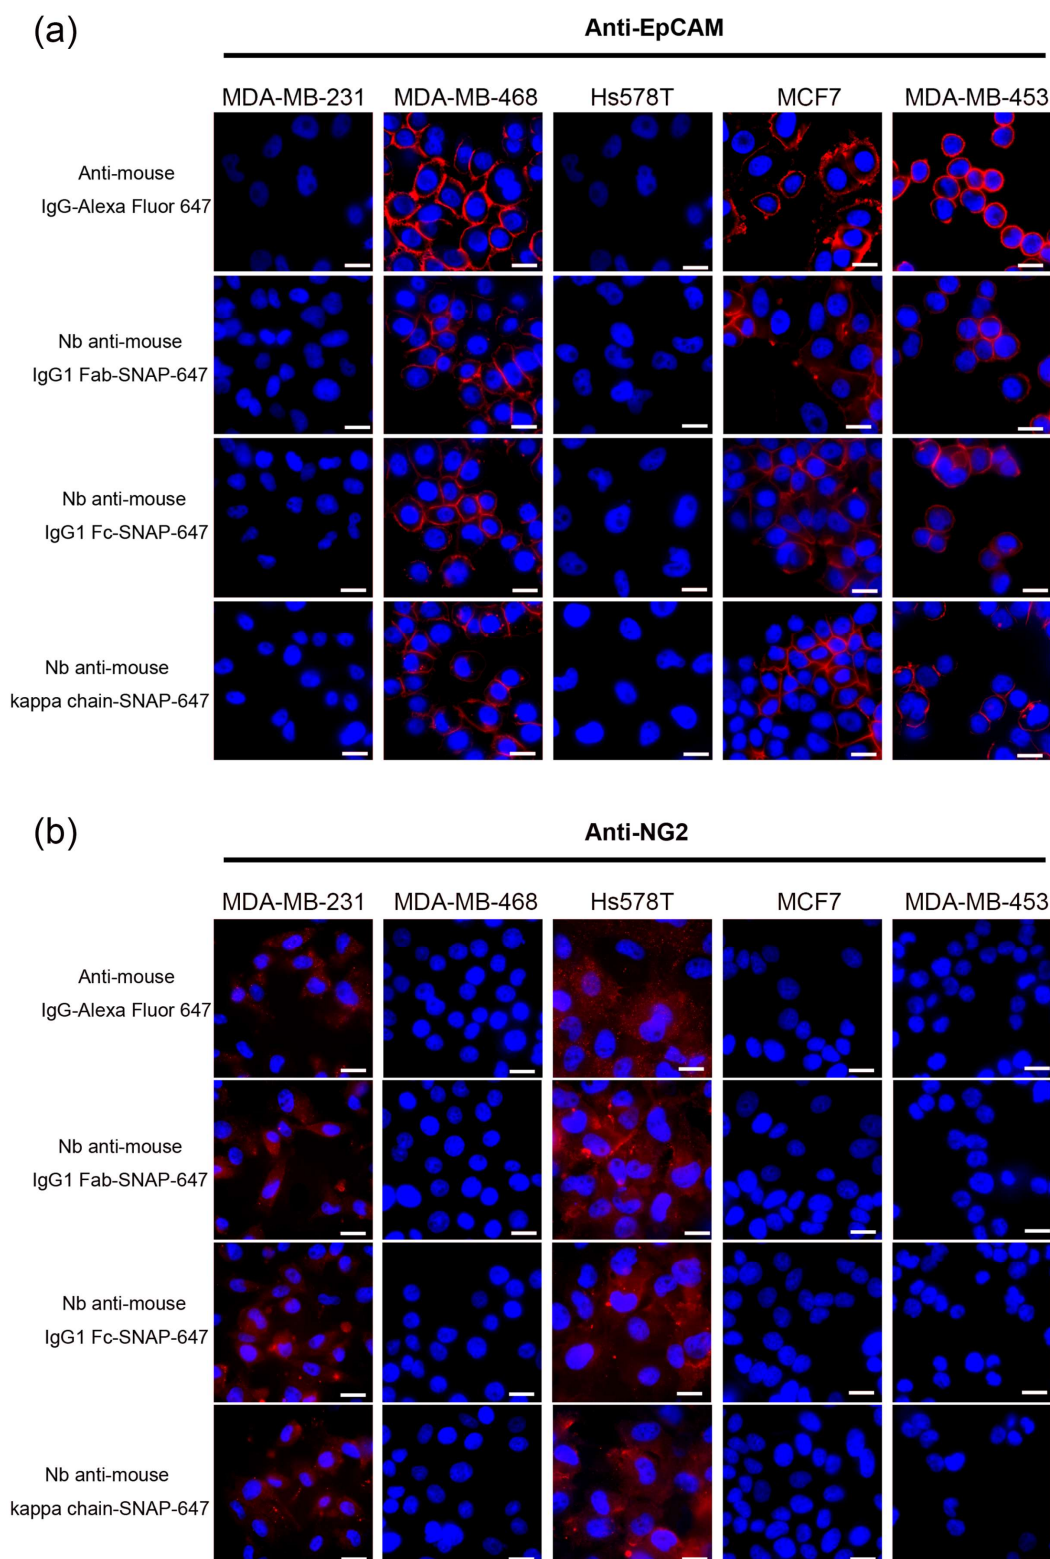 (a)
Anti-EpCAM
MDA-MB-231 MDA-MB-468 Hs578T MCF7 MDA-MB-453
Anti-mouse
IgG-Alexa Fluor 647
Nb anti-mouse
IgG1 Fab-SNAP-647
Nb anti-mouse
IgG1 Fc-SNAP-647
Nb anti-mouse
kappa chain-SNAP-647
(b)
Anti-NG2
MDA-MB-231 MDA-MB-468 Hs578T MCF7 MDA-MB-453
Anti-mouse
IgG-Alexa Fluor 647
Nb anti-mouse
IgG1 Fab-SNAP-647
Nb anti-mouse
IgG1 Fc-SNAP-647
Nb anti-mouse
kappa chain-SNAP-647